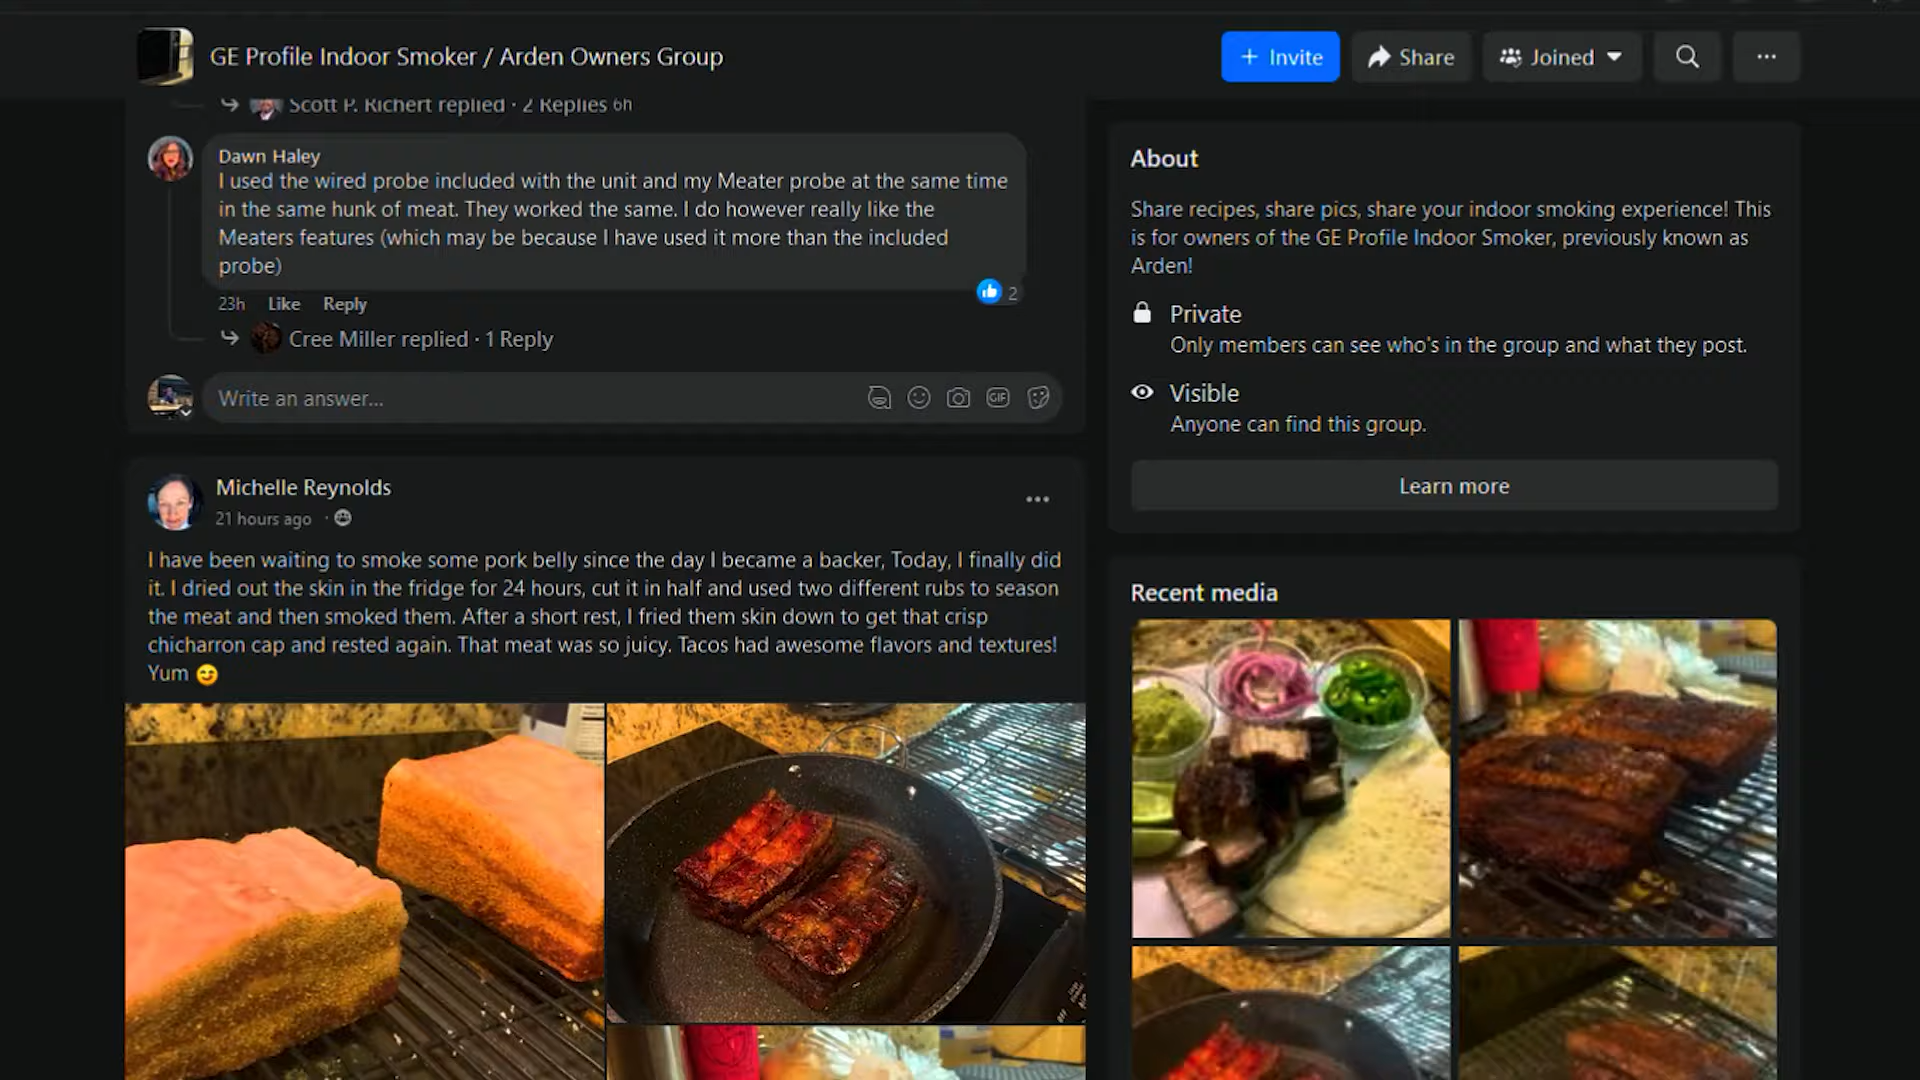 GE Profile Indoor Smoker / Arden Owners Group
+ Invite
Share
Joined
...
Scott P. Richert replied · 2 Replies 6h
Dawn Haley
I used the wired probe included with the unit and my Meater probe at the same time
in the same hunk of meat. They worked the same. I do however really like the
Meaters features (which may be because I have used it more than the included
probe)
2
23h Like Reply
Cree Miller replied · 1 Reply
Write an answer...
GIF
Michelle Reynolds
21 hours ago ·
I have been waiting to smoke some pork belly since the day I became a backer, Today, I finally did
it. I dried out the skin in the fridge for 24 hours, cut it in half and used two different rubs to season
the meat and then smoked them. After a short rest, I fried them skin down to get that crisp
chicharron cap and rested again. That meat was so juicy. Tacos had awesome flavors and textures!
Yum 😋
About
Share recipes, share pics, share your indoor smoking experience! This
is for owners of the GE Profile Indoor Smoker, previously known as
Arden!
Private
Only members can see who's in the group and what they post.
Visible
Anyone can find this group.
Learn more
Recent media